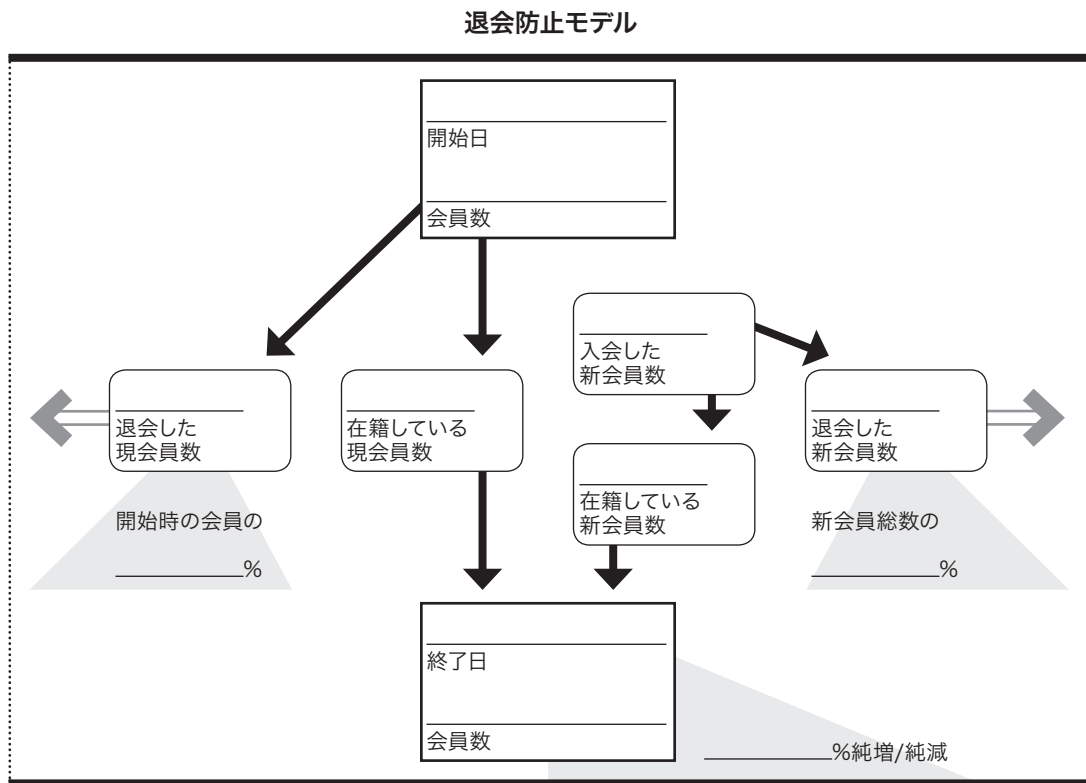 退会防止モデル
開始日
会員数
入会した
新会員数
退会した
現会員数
在籍している
現会員数
退会した
新会員数
在籍している
新会員数
開始時の会員の
%
新会員総数の
%
終了日
会員数
%純増/純減